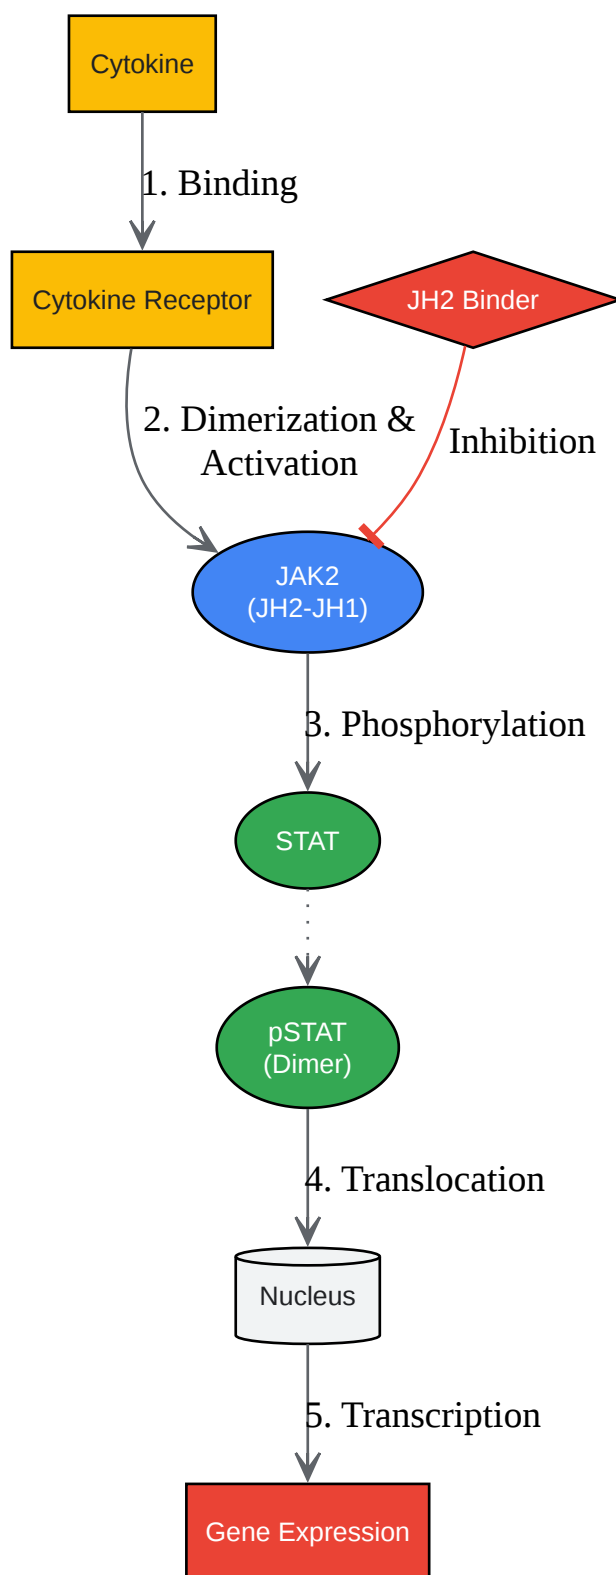 Cytokine
1. Binding
Cytokine Receptor
JH2 Binder
2. Dimerization &
Activation
Inhibition
JAK2
(JH2-JH1)
3. Phosphorylation
STAT
pSTAT
(Dimer)
4. Translocation
Nucleus
5. Transcription
Gene Expression